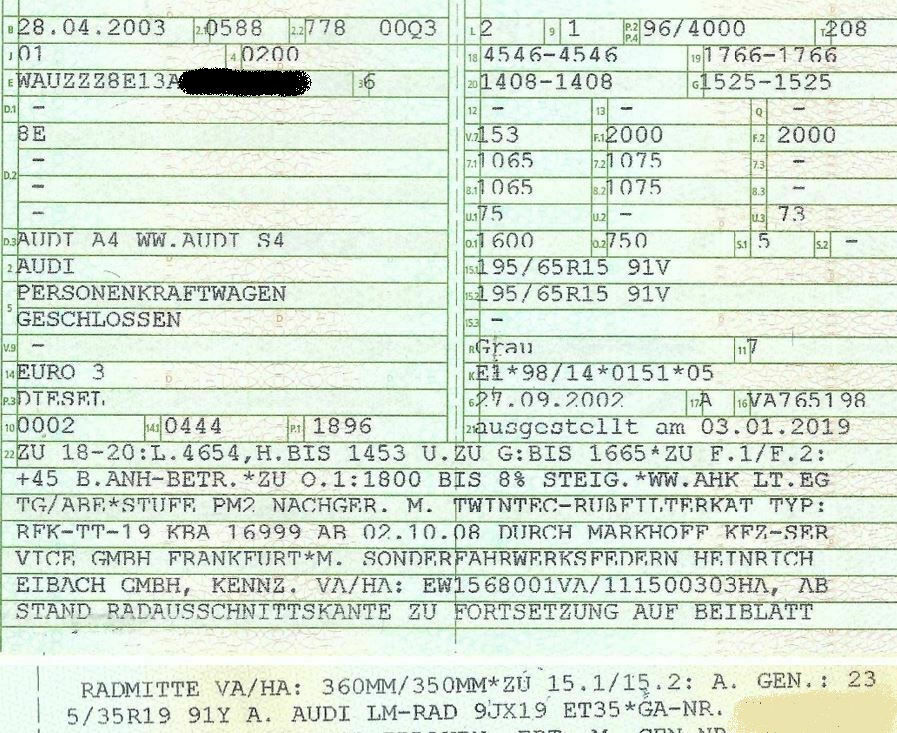 B 28.04.2003 2.1 0588 2.2 778 00Q3
J 01 4 0200
E WAUZZZ8E13A 3 6
D.1 –
8E
D.2 –
–
–
D.3 AUDI A4 WW.AUDI S4
2 AUDI
5 PERSONENKRAFTWAGEN
GESCHLOSSEN
V.9 –
14 EURO 3
P.3 DIESEL
10 0002 14.1 0444 P.1 1896
L 2 9 1 P.2 P.4 96/4000 T 208
18 4546-4546 19 1766-1766
20 1408-1408 G 1525-1525
12 – 13 – Q –
V.7 153 F.1 2000 F.2 2000
7.1 1065 7.2 1075 7.3 –
8.1 1065 8.2 1075 8.3 –
U.1 75 U.2 – U.3 73
O.1 1600 O.2 750 S.1 5 S.2 –
15.1 195/65R15 91V
15.2 195/65R15 91V
15.3 –
R Grau 11 7
K E1*98/14*0151*05
6 27.09.2002 17 A 16 VA765198
21 ausgestellt am 03.01.2019
22 ZU 18-20:L.4654,H.BIS 1453 U.ZU G:BIS 1665*ZU F.1/F.2:
+45 B.ANH-BETR.*ZU O.1:1800 BIS 8% STEIG.*WW.AHK LT.EG
TG/ABE*STUFE PM2 NACHGER. M. TWINTEC-RUßFILTERKAT TYP:
RFK-TT-19 KBA 16999 AB 02.10.08 DURCH MARKHOFF KFZ-SER
VICE GMBH FRANKFURT*M. SONDERFAHRWERKSFEDERN HEINRICH
EIBACH GMBH, KENNZ. VA/HA: EW1568001VA/111500303HA, AB
STAND RADAUSSCHNITTSKANTE ZU FORTSETZUNG AUF BEIBLATT
RADMITTE VA/HA: 360MM/350MM*ZU 15.1/15.2: A. GEN.: 23
5/35R19 91Y A. AUDI LM-RAD 9JX19 ET35*GA-NR.